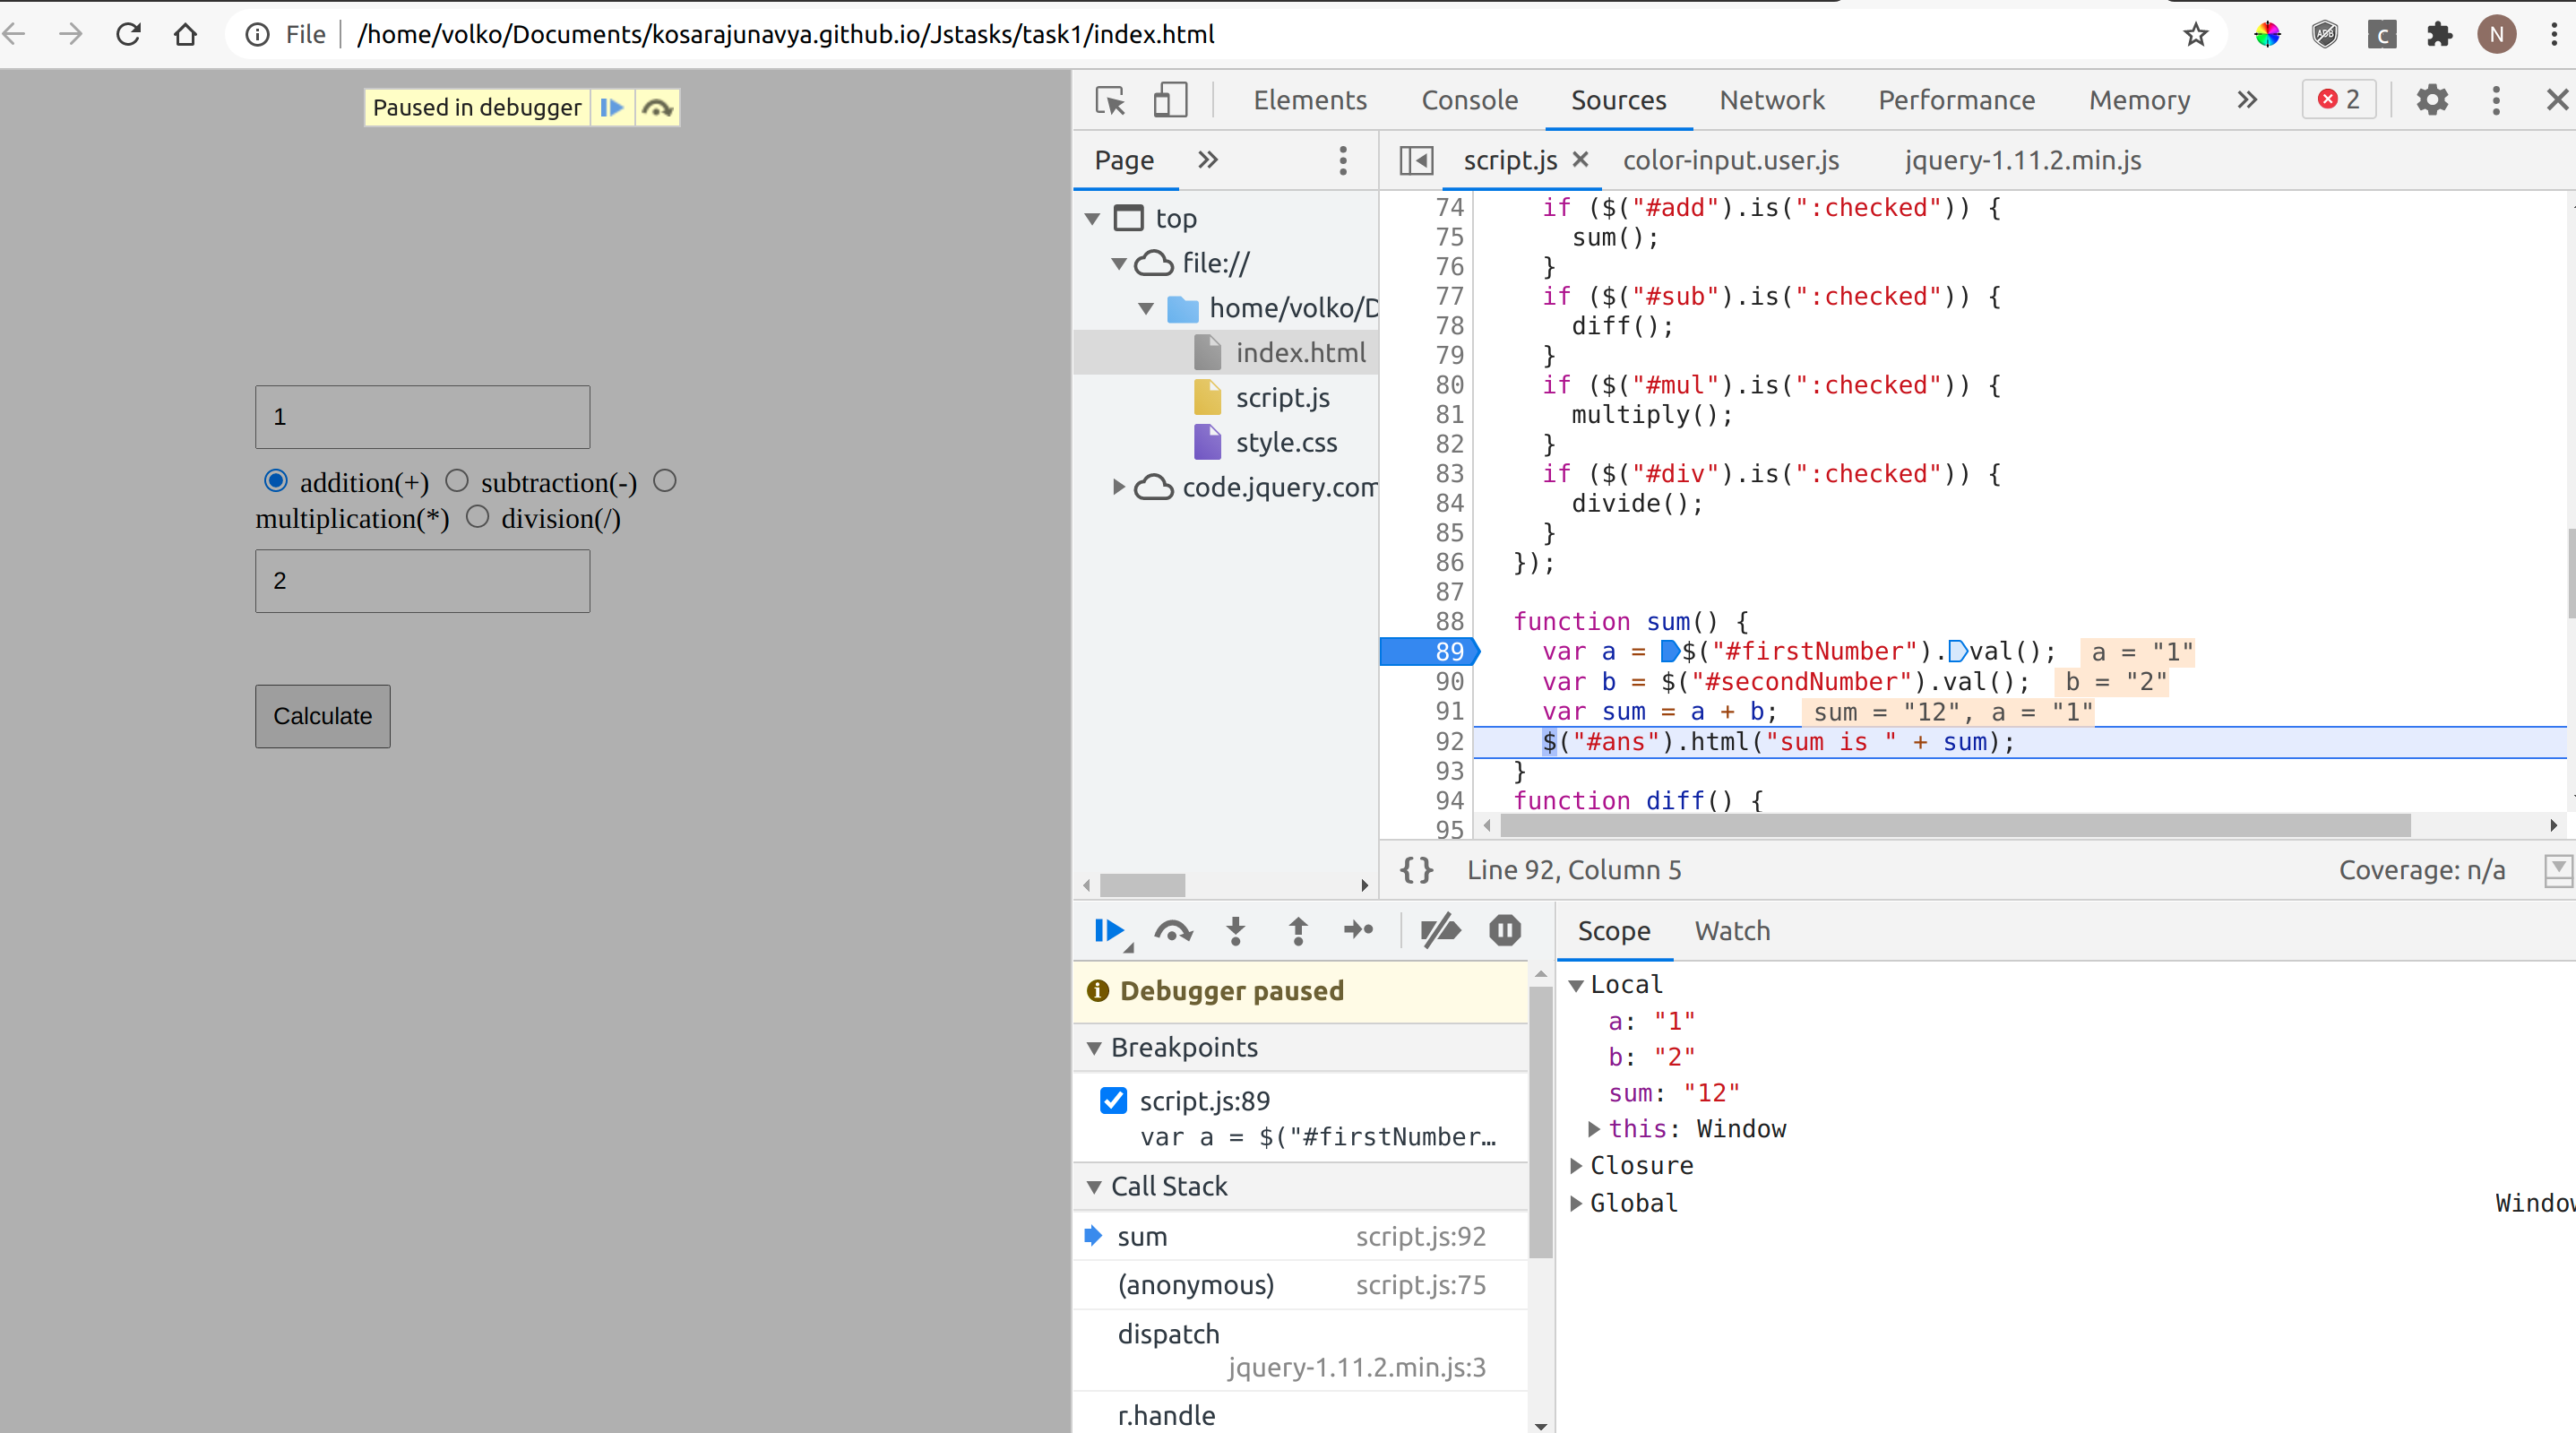 File /home/volko/Documents/kosarajunavya.github.io/Jstasks/task1/index.html
ABP C N
Paused in debugger
1
addition(+) subtraction(-)
multiplication(*) division(/)
2
Calculate
Elements Console Sources Network Performance Memory 2
Page
top
file://
home/volko/D
index.html
script.js
style.css
code.jquery.com
script.js color-input.user.js jquery-1.11.2.min.js
74 if ($("#add").is(":checked")) {
75 sum();
76 }
77 if ($("#sub").is(":checked")) {
78 diff();
79 }
80 if ($("#mul").is(":checked")) {
81 multiply();
82 }
83 if ($("#div").is(":checked")) {
84 divide();
85 }
86 });
87
88 function sum() {
89 var a = $("#firstNumber").val(); a = "1"
90 var b = $("#secondNumber").val(); b = "2"
91 var sum = a + b; sum = "12", a = "1"
92 $("#ans").html("sum is " + sum);
93 }
94 function diff() {
95
{} Line 92, Column 5 Coverage: n/a
Debugger paused
Breakpoints
script.js:89
var a = $("#firstNumber…
Call Stack
sum script.js:92
(anonymous) script.js:75
dispatch
jquery-1.11.2.min.js:3
r.handle
Scope Watch
Local
a: "1"
b: "2"
sum: "12"
this: Window
Closure
Global Window